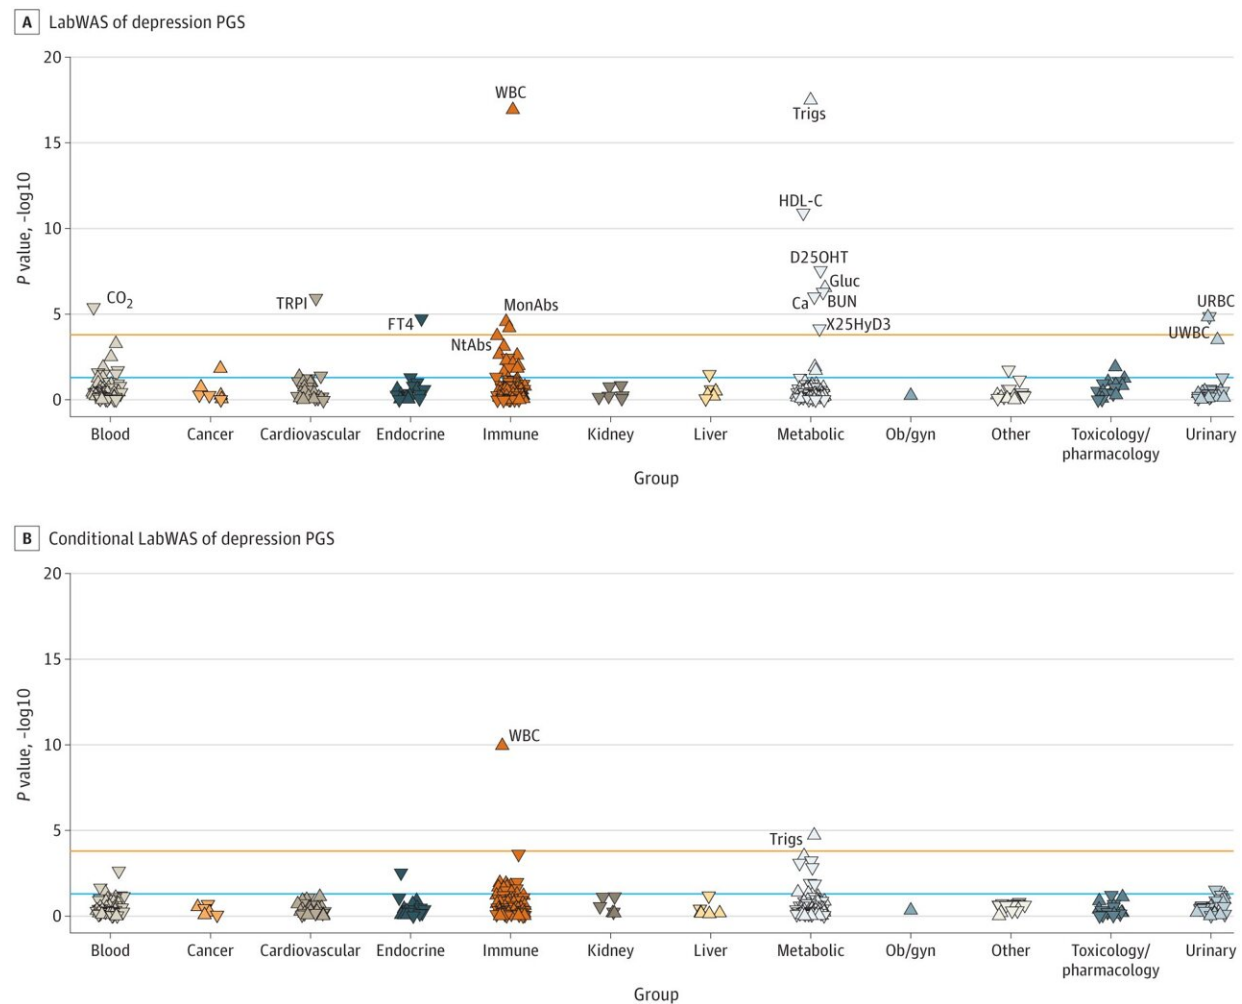 A LabWAS of depression PGS
20
15
10
5
0
P value, -log10
WBC
Trigs
HDL-C
D25OHT
Gluc
Ca BUN
X25HyD3
CO2
TRPI
FT4
MonAbs
NtAbs
URBC
UWBC
Blood Cancer Cardiovascular Endocrine Immune Kidney Liver Metabolic Ob/gyn Other Toxicology/ Urinary
pharmacology
Group
B Conditional LabWAS of depression PGS
20
15
10
5
0
P value, -log10
WBC
Trigs
Blood Cancer Cardiovascular Endocrine Immune Kidney Liver Metabolic Ob/gyn Other Toxicology/ Urinary
pharmacology
Group